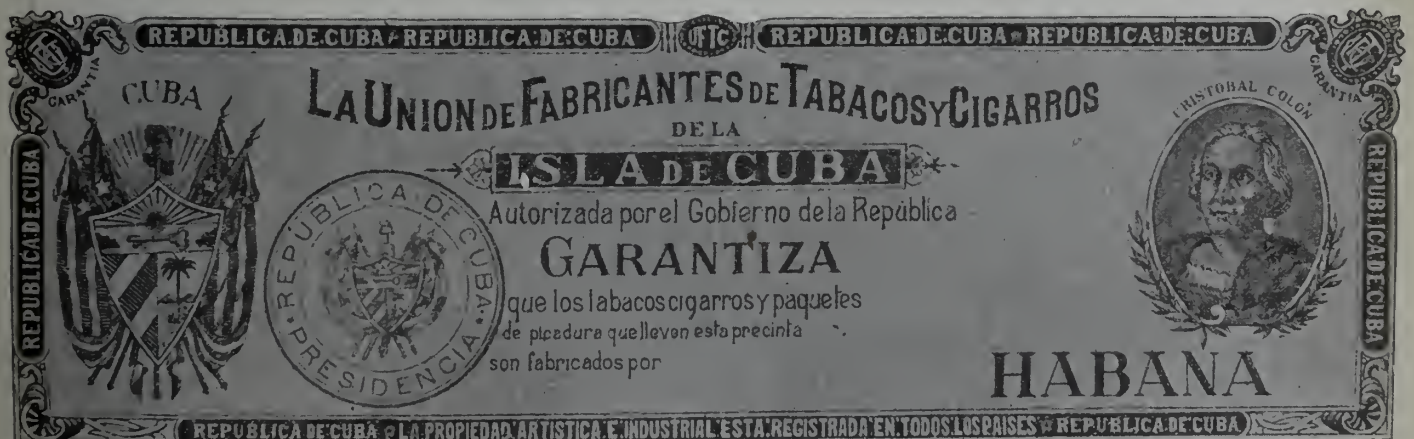 REPUBLICA.DE.CUBA REPUBLICA:DE:CUBA UFTC REPUBLICA:DE:CUBA REPUBLICA:DE:CUBA
GARANTIA
GARANTIA
CUBA
LA UNION DE FABRICANTES DE TABACOS Y CIGARROS
DE LA
ISLA DE CUBA
Autorizada por el Gobierno de la República
GARANTIZA
que los tabacos cigarros y paquetes
de picadura que lleven esta precinta
son fabricados por
REPÚBLICA DE CUBA
PRESIDENCIA
CRISTOBAL COLÓN
HABANA
REPUBLICA DE CUBA
REPUBLICA DE CUBA
REPUBLICA DE CUBA LA PROPIEDAD ARTISTICA E INDUSTRIAL ESTA REGISTRADA EN TODOS LOS PAISES REPUBLICA DE CUBA